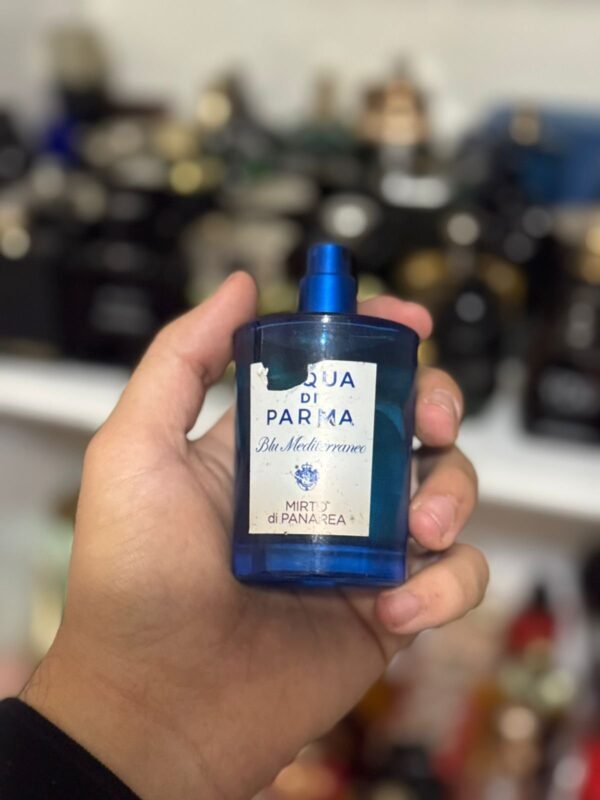 QUA
DI
PARMA
Blu Mediterraneo
MIRTO
di PANAREA